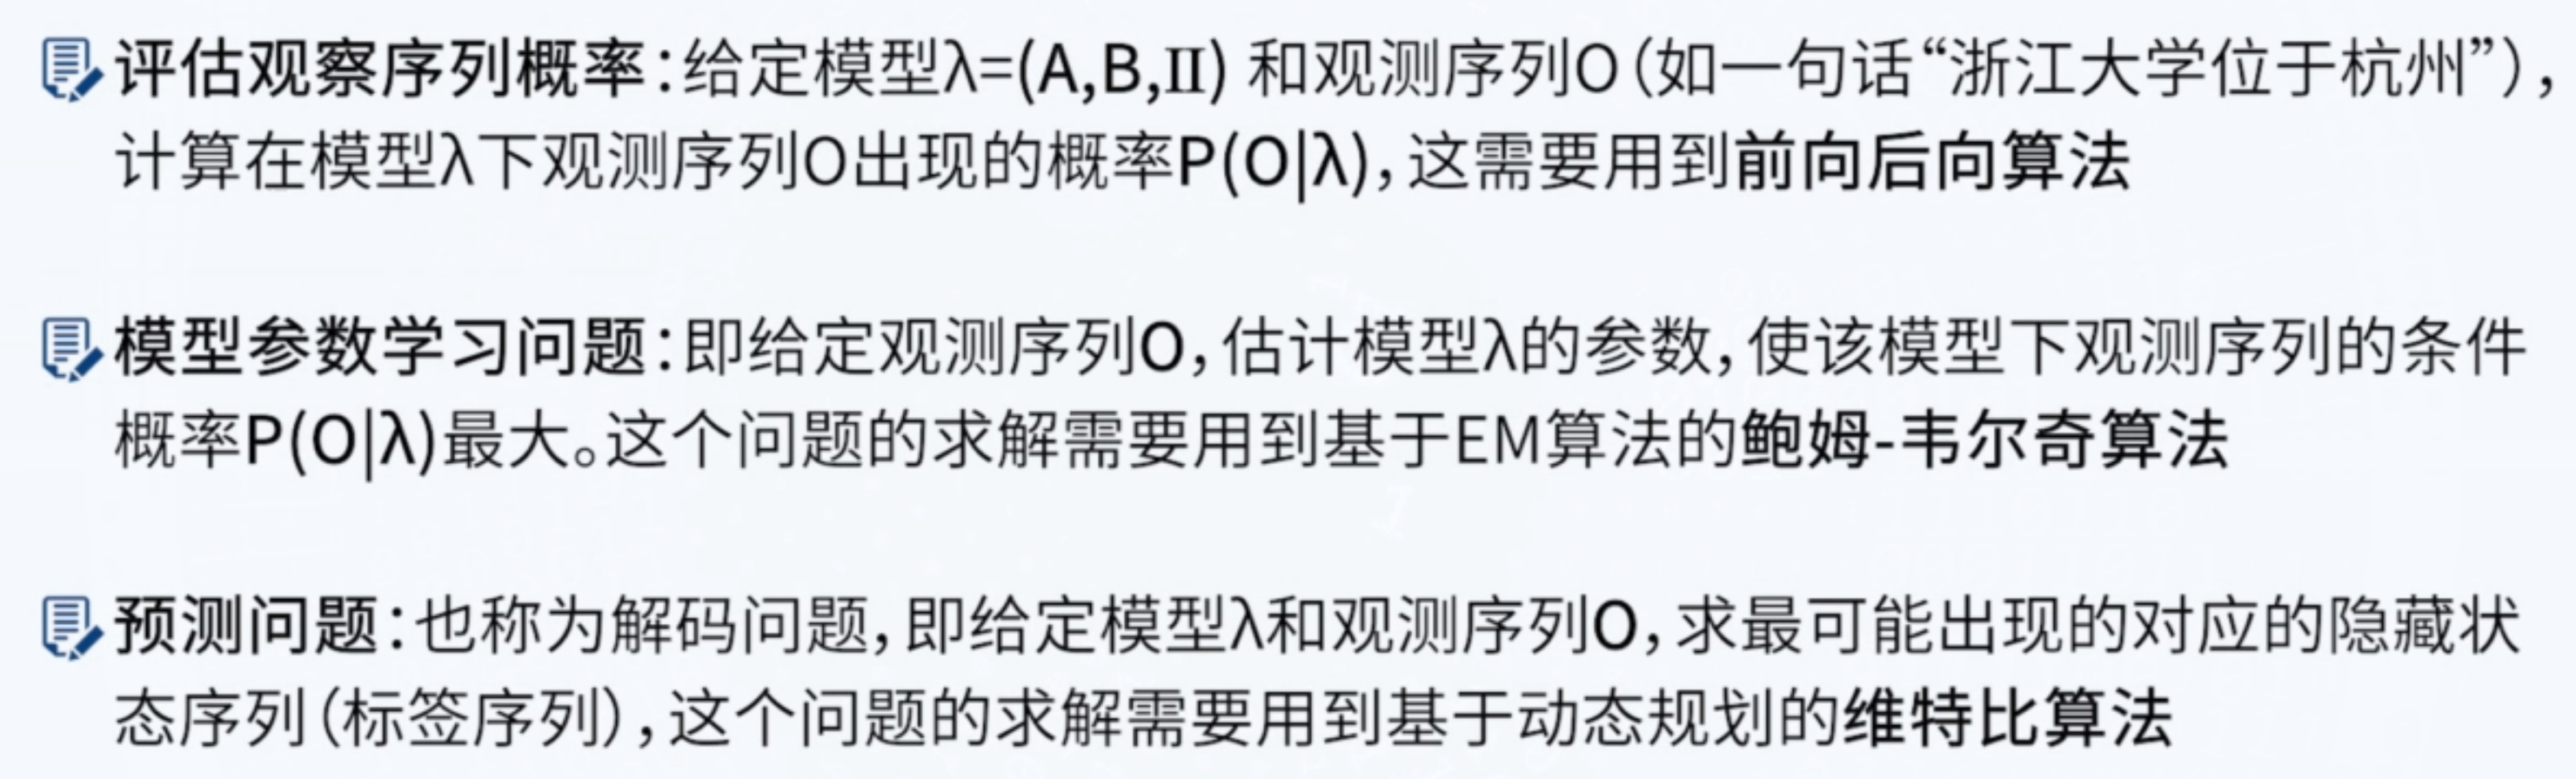 评估观察序列概率：给定模型λ=(A,B,II) 和观测序列O（如一句话“浙江大学位于杭州”），
计算在模型λ下观测序列O出现的概率P(O|λ)，这需要用到前向后向算法
模型参数学习问题：即给定观测序列O，估计模型λ的参数，使该模型下观测序列的条件
概率P(O|λ)最大。这个问题的求解需要用到基于EM算法的鲍姆-韦尔奇算法
预测问题：也称为解码问题，即给定模型λ和观测序列O，求最可能出现的对应的隐藏状
态序列（标签序列），这个问题的求解需要用到基于动态规划的维特比算法